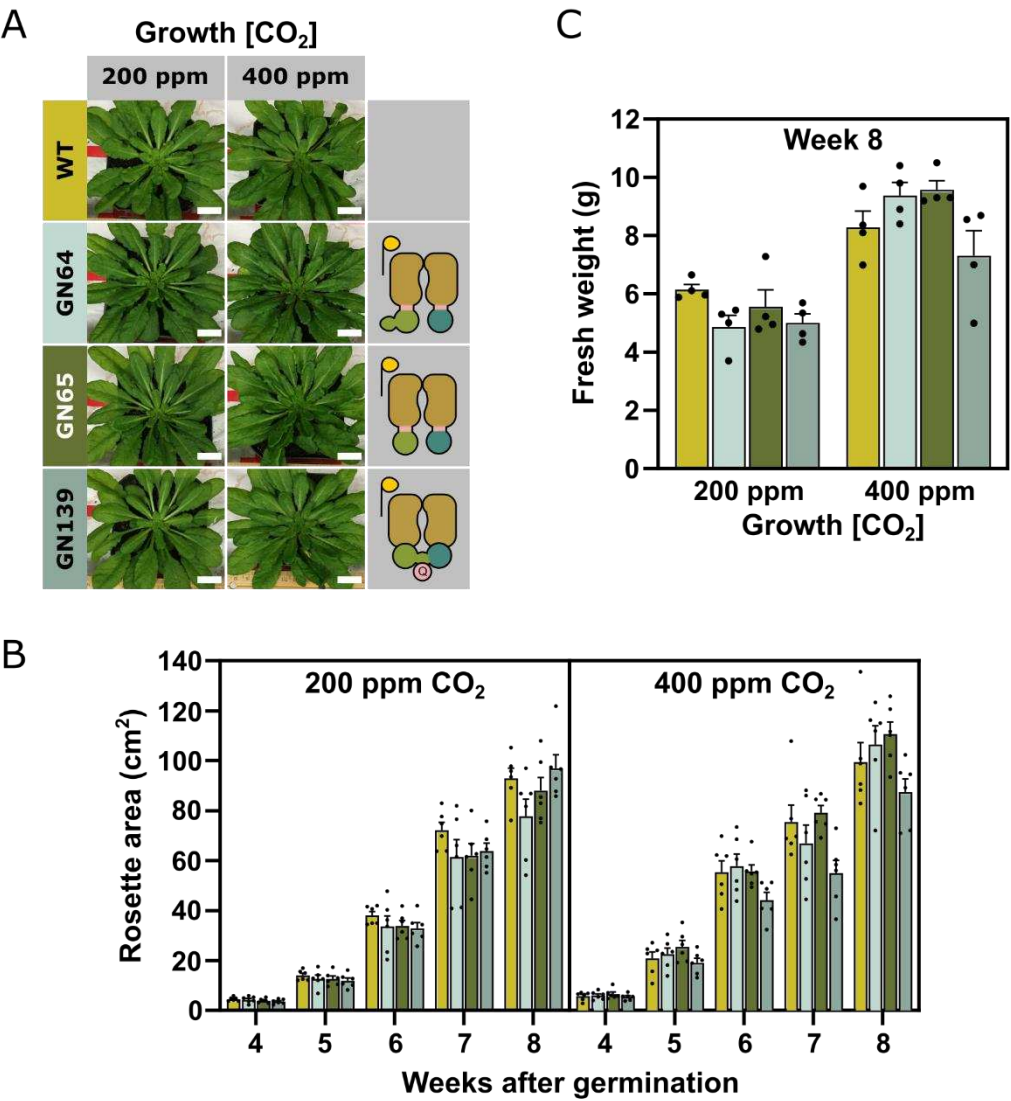 A
Growth [CO₂]
200 ppm 400 ppm
WT
GN64
GN65
GN139
Q
C
12
10
8
6
4
2
0
Fresh weight (g)
Week 8
200 ppm 400 ppm
Growth [CO₂]
B
140
120
100
80
60
40
20
0
Rosette area (cm²)
200 ppm CO₂ 400 ppm CO₂
4 5 6 7 8 4 5 6 7 8
Weeks after germination